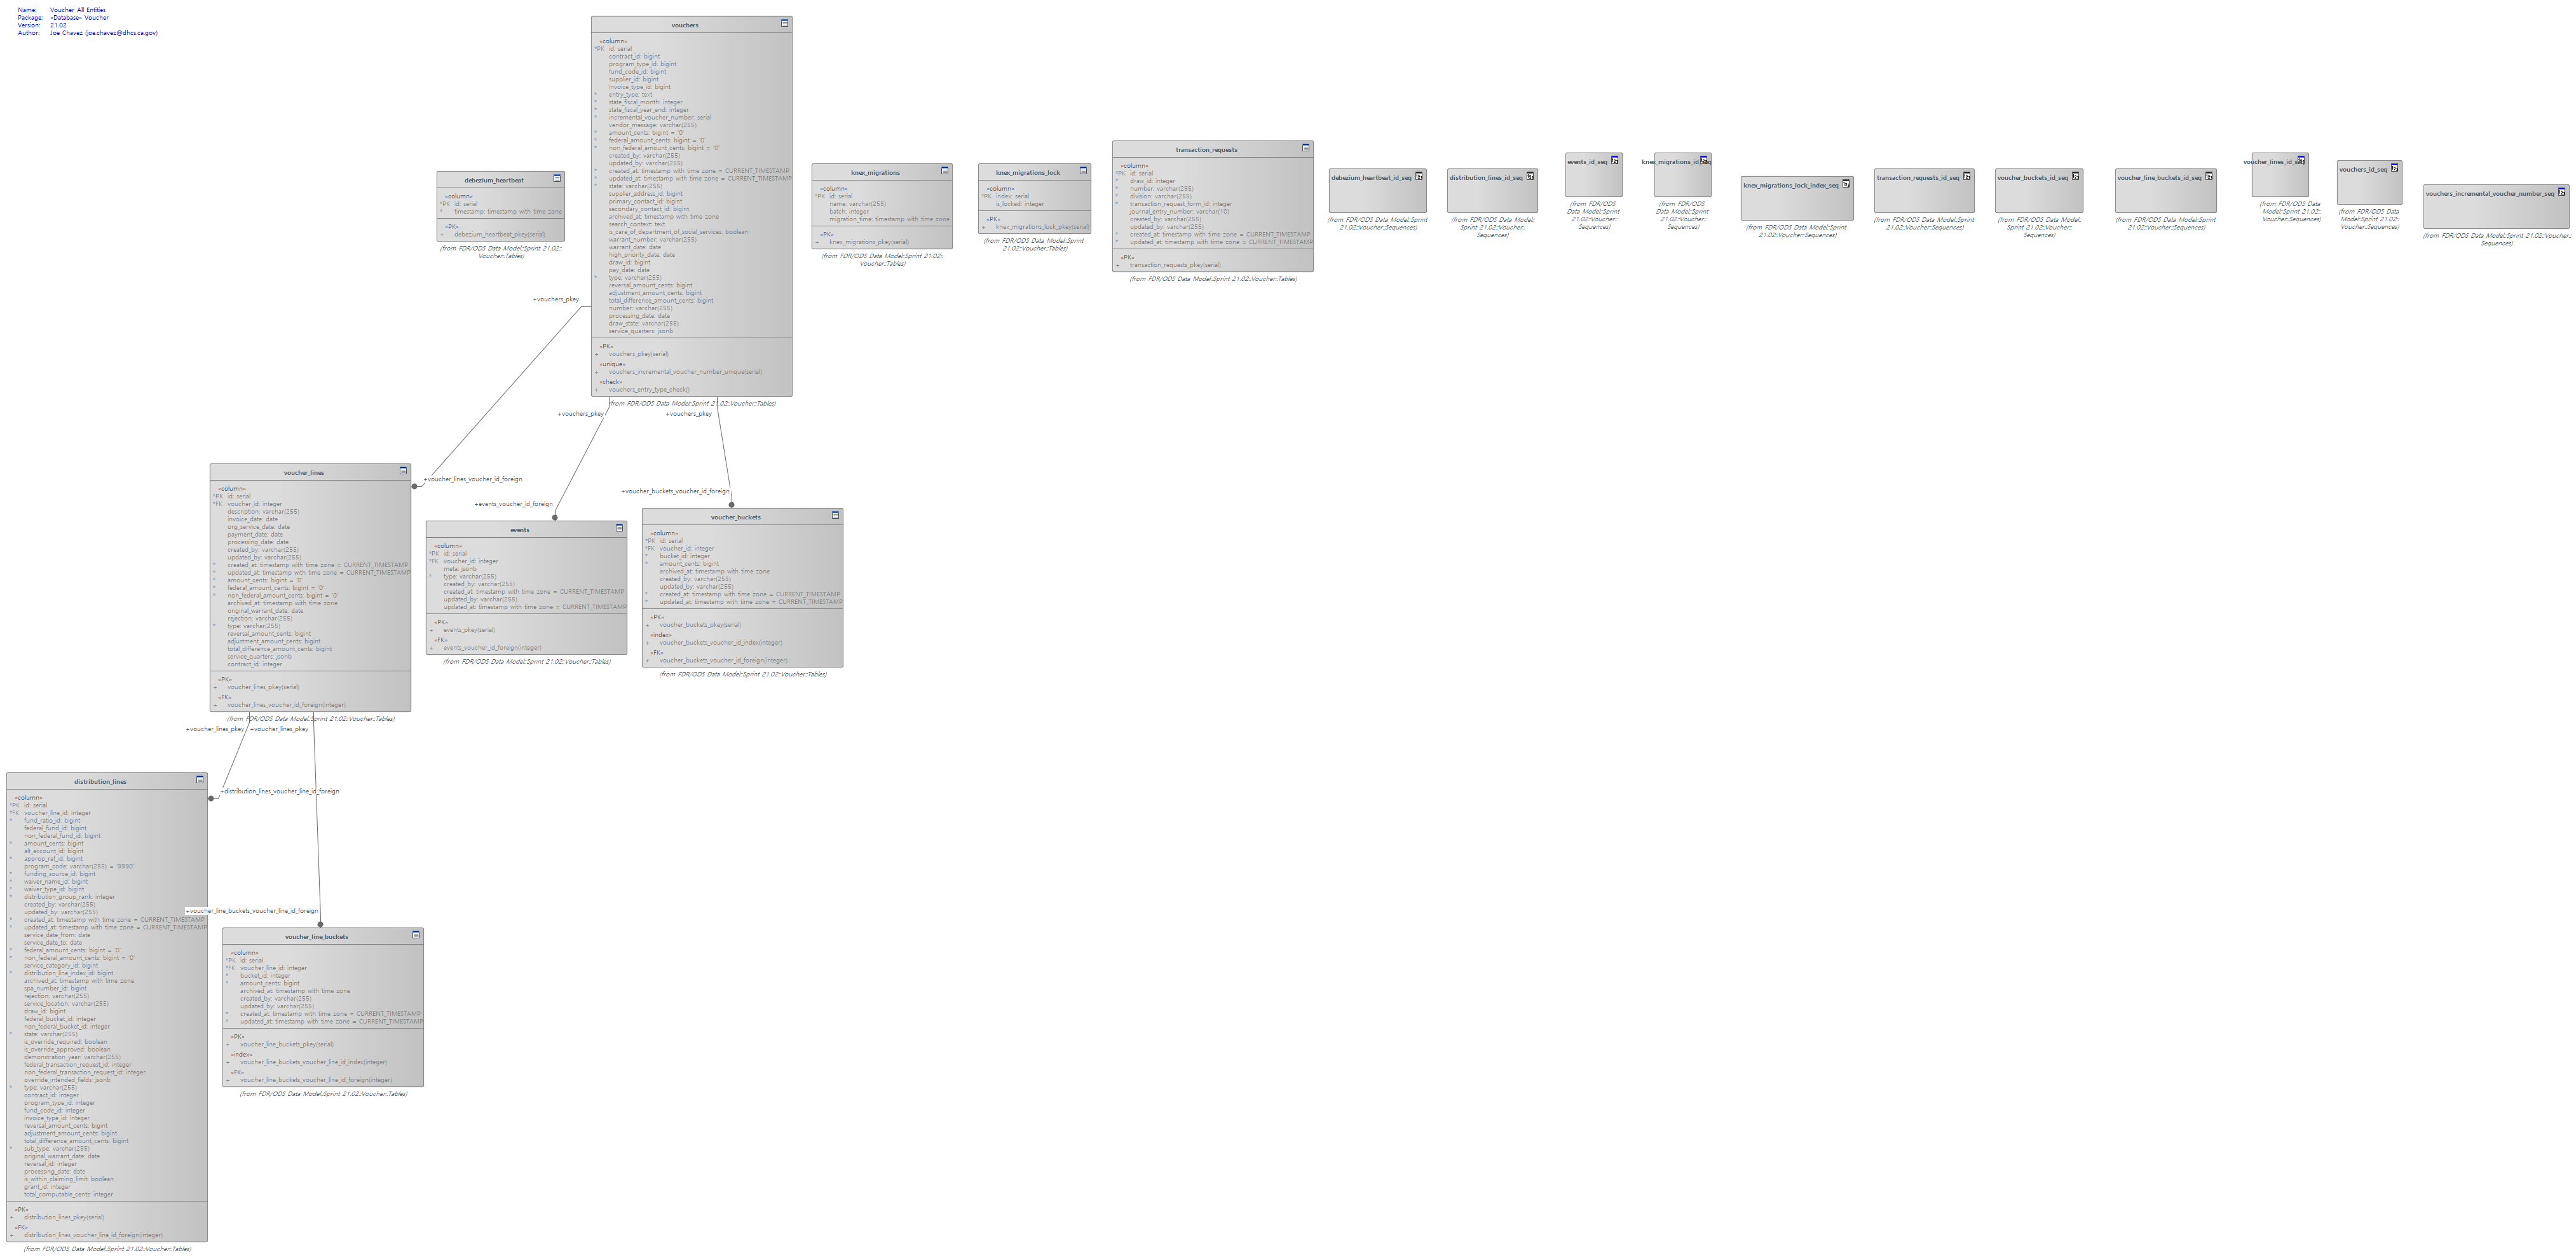 Name: Voucher All Entities
Package: «Database» Voucher
Version: 21.02
Author: Joe Chavez (joe.chavez@dhcs.ca.gov)
vouchers
«column»
*PK id: serial
contract_id: bigint
program_type_id: bigint
fund_code_id: bigint
supplier_id: bigint
invoice_type_id: bigint
* entry_type: text
* state_fiscal_month: integer
* state_fiscal_year_end: integer
* incremental_voucher_number: serial
vendor_message: varchar(255)
* amount_cents: bigint = '0'
* federal_amount_cents: bigint = '0'
* non_federal_amount_cents: bigint = '0'
created_by: varchar(255)
updated_by: varchar(255)
* created_at: timestamp with time zone = CURRENT_TIMESTAMP
* updated_at: timestamp with time zone = CURRENT_TIMESTAMP
* state: varchar(255)
supplier_address_id: bigint
primary_contact_id: bigint
secondary_contact_id: bigint
archived_at: timestamp with time zone
search_context: text
is_care_of_department_of_social_services: boolean
warrant_number: varchar(255)
warrant_date: date
high_priority_date: date
draw_id: bigint
pay_date: date
* type: varchar(255)
reversal_amount_cents: bigint
adjustment_amount_cents: bigint
total_difference_amount_cents: bigint
number: varchar(255)
processing_date: date
draw_state: varchar(255)
service_quarters: jsonb
«PK»
+ vouchers_pkey(serial)
«unique»
+ vouchers_incremental_voucher_number_unique(serial)
«check»
+ vouchers_entry_type_check()
(from FDR/ODS Data Model:Sprint 21.02::Voucher::Tables)
debezium_heartbeat
«column»
*PK id: serial
* timestamp: timestamp with time zone
«PK»
+ debezium_heartbeat_pkey(serial)
(from FDR/ODS Data Model:Sprint 21.02::
Voucher::Tables)
knex_migrations
«column»
*PK id: serial
name: varchar(255)
batch: integer
migration_time: timestamp with time zone
«PK»
+ knex_migrations_pkey(serial)
(from FDR/ODS Data Model:Sprint 21.02::
Voucher::Tables)
knex_migrations_lock
«column»
*PK index: serial
is_locked: integer
«PK»
+ knex_migrations_lock_pkey(serial)
(from FDR/ODS Data Model:Sprint
21.02::Voucher::Tables)
transaction_requests
«column»
*PK id: serial
* draw_id: integer
* number: varchar(255)
* division: varchar(255)
* transaction_request_form_id: integer
journal_entry_number: varchar(10)
created_by: varchar(255)
updated_by: varchar(255)
* created_at: timestamp with time zone = CURRENT_TIMESTAMP
* updated_at: timestamp with time zone = CURRENT_TIMESTAMP
«PK»
+ transaction_requests_pkey(serial)
(from FDR/ODS Data Model:Sprint 21.02::Voucher::Tables)
debezium_heartbeat_id_seq
(from FDR/ODS Data Model:Sprint
21.02::Voucher::Sequences)
distribution_lines_id_seq
(from FDR/ODS Data Model:
Sprint 21.02::Voucher::
Sequences)
events_id_seq
(from FDR/ODS
Data Model:Sprint
21.02::Voucher::
Sequences)
knex_migrations_id_seq
(from FDR/ODS
Data Model:Sprint
21.02::Voucher::
Sequences)
knex_migrations_lock_index_seq
(from FDR/ODS Data Model:Sprint
21.02::Voucher::Sequences)
transaction_requests_id_seq
(from FDR/ODS Data Model:Sprint
21.02::Voucher::Sequences)
voucher_buckets_id_seq
(from FDR/ODS Data Model:
Sprint 21.02::Voucher::
Sequences)
voucher_line_buckets_id_seq
(from FDR/ODS Data Model:Sprint
21.02::Voucher::Sequences)
voucher_lines_id_seq
(from FDR/ODS Data
Model:Sprint 21.02::
Voucher::Sequences)
vouchers_id_seq
(from FDR/ODS Data
Model:Sprint 21.02::
Voucher::Sequences)
vouchers_incremental_voucher_number_seq
(from FDR/ODS Data Model:Sprint 21.02::Voucher::
Sequences)
+vouchers_pkey
+vouchers_pkey
+vouchers_pkey
+voucher_lines_voucher_id_foreign
+events_voucher_id_foreign
+voucher_buckets_voucher_id_foreign
voucher_lines
«column»
*PK id: serial
*FK voucher_id: integer
description: varchar(255)
invoice_date: date
org_service_date: date
payment_date: date
processing_date: date
created_by: varchar(255)
updated_by: varchar(255)
* created_at: timestamp with time zone = CURRENT_TIMESTAMP
* updated_at: timestamp with time zone = CURRENT_TIMESTAMP
* amount_cents: bigint = '0'
* federal_amount_cents: bigint = '0'
* non_federal_amount_cents: bigint = '0'
archived_at: timestamp with time zone
original_warrant_date: date
rejection: varchar(255)
* type: varchar(255)
reversal_amount_cents: bigint
adjustment_amount_cents: bigint
total_difference_amount_cents: bigint
service_quarters: jsonb
contract_id: integer
«PK»
+ voucher_lines_pkey(serial)
«FK»
+ voucher_lines_voucher_id_foreign(integer)
(from FDR/ODS Data Model:Sprint 21.02::Voucher::Tables)
events
«column»
*PK id: serial
*FK voucher_id: integer
meta: jsonb
* type: varchar(255)
created_by: varchar(255)
created_at: timestamp with time zone = CURRENT_TIMESTAMP
updated_by: varchar(255)
updated_at: timestamp with time zone = CURRENT_TIMESTAMP
«PK»
+ events_pkey(serial)
«FK»
+ events_voucher_id_foreign(integer)
(from FDR/ODS Data Model:Sprint 21.02::Voucher::Tables)
voucher_buckets
«column»
*PK id: serial
*FK voucher_id: integer
* bucket_id: integer
* amount_cents: bigint
archived_at: timestamp with time zone
created_by: varchar(255)
updated_by: varchar(255)
* created_at: timestamp with time zone = CURRENT_TIMESTAMP
* updated_at: timestamp with time zone = CURRENT_TIMESTAMP
«PK»
+ voucher_buckets_pkey(serial)
«index»
+ voucher_buckets_voucher_id_index(integer)
«FK»
+ voucher_buckets_voucher_id_foreign(integer)
(from FDR/ODS Data Model:Sprint 21.02::Voucher::Tables)
+voucher_lines_pkey +voucher_lines_pkey
+distribution_lines_voucher_line_id_foreign
+voucher_line_buckets_voucher_line_id_foreign
distribution_lines
«column»
*PK id: serial
*FK voucher_line_id: integer
* fund_ratio_id: bigint
federal_fund_id: bigint
non_federal_fund_id: bigint
* amount_cents: bigint
alt_account_id: bigint
* approp_ref_id: bigint
program_code: varchar(255) = '9990'
* funding_source_id: bigint
* waiver_name_id: bigint
* waiver_type_id: bigint
* distribution_group_rank: integer
created_by: varchar(255)
updated_by: varchar(255)
* created_at: timestamp with time zone = CURRENT_TIMESTAMP
* updated_at: timestamp with time zone = CURRENT_TIMESTAMP
service_date_from: date
service_date_to: date
* federal_amount_cents: bigint = '0'
* non_federal_amount_cents: bigint = '0'
service_category_id: bigint
* distribution_line_index_id: bigint
archived_at: timestamp with time zone
spa_number_id: bigint
rejection: varchar(255)
service_location: varchar(255)
draw_id: bigint
federal_bucket_id: integer
non_federal_bucket_id: integer
* state: varchar(255)
is_override_required: boolean
is_override_approved: boolean
demonstration_year: varchar(255)
federal_transaction_request_id: integer
non_federal_transaction_request_id: integer
override_intended_fields: jsonb
* type: varchar(255)
contract_id: integer
program_type_id: integer
fund_code_id: integer
invoice_type_id: integer
reversal_amount_cents: bigint
adjustment_amount_cents: bigint
total_difference_amount_cents: bigint
* sub_type: varchar(255)
original_warrant_date: date
reversal_id: integer
processing_date: date
is_within_claiming_limit: boolean
grant_id: integer
total_computable_cents: integer
«PK»
+ distribution_lines_pkey(serial)
«FK»
+ distribution_lines_voucher_line_id_foreign(integer)
(from FDR/ODS Data Model:Sprint 21.02::Voucher::Tables)
voucher_line_buckets
«column»
*PK id: serial
*FK voucher_line_id: integer
* bucket_id: integer
* amount_cents: bigint
archived_at: timestamp with time zone
created_by: varchar(255)
updated_by: varchar(255)
* created_at: timestamp with time zone = CURRENT_TIMESTAMP
* updated_at: timestamp with time zone = CURRENT_TIMESTAMP
«PK»
+ voucher_line_buckets_pkey(serial)
«index»
+ voucher_line_buckets_voucher_line_id_index(integer)
«FK»
+ voucher_line_buckets_voucher_line_id_foreign(integer)
(from FDR/ODS Data Model:Sprint 21.02::Voucher::Tables)